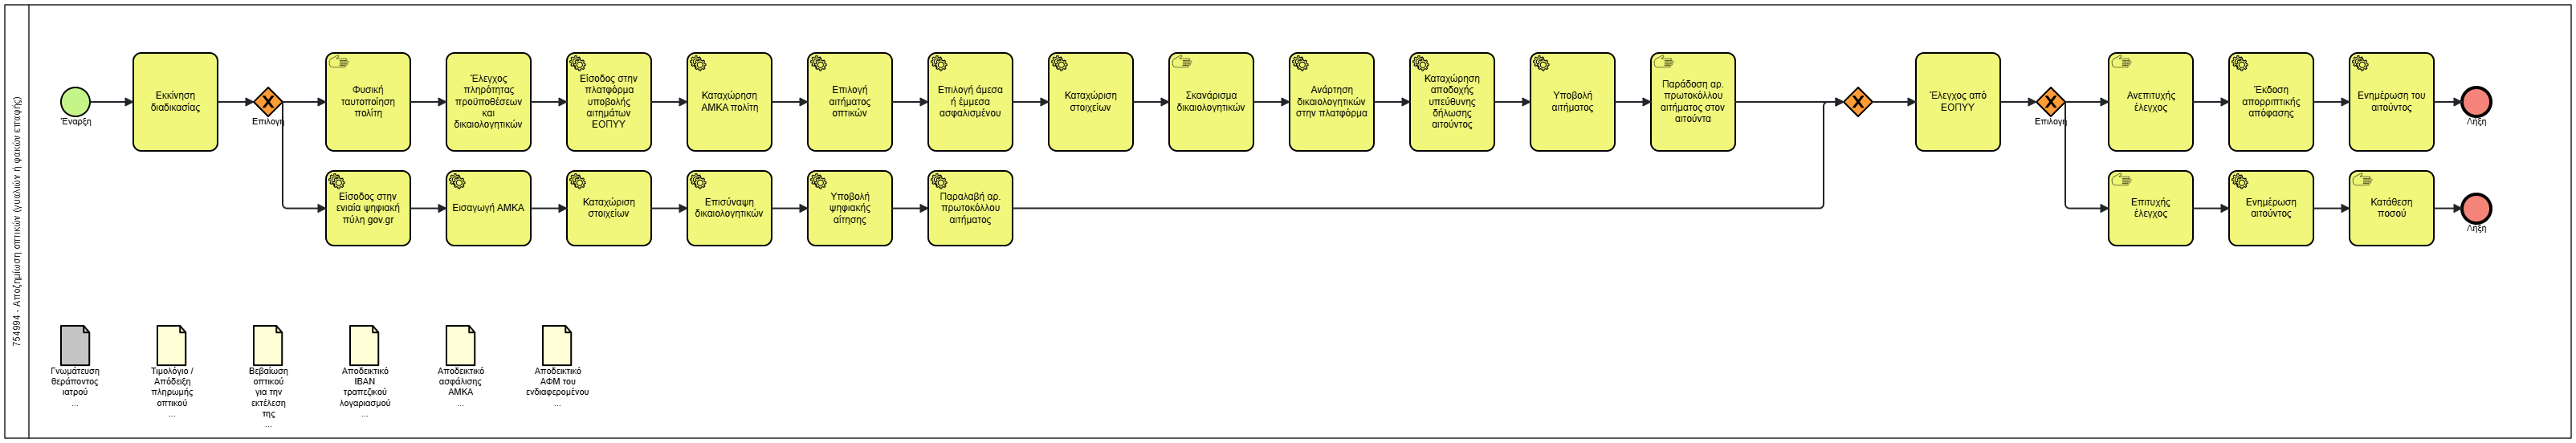 754994 - Αποζημίωση οπτικών (γυαλιών ή φακών επαφής)
Έναρξη
Εκκίνηση
διαδικασίας
Επιλογή
Φυσική
ταυτοποίηση
πολίτη
Έλεγχος
πληρότητας
προϋποθέσεων
και
δικαιολογητικών
Είσοδος στην
πλατφόρμα
υποβολής
αιτημάτων
ΕΟΠΥΥ
Καταχώρηση
ΑΜΚΑ πολίτη
Επιλογή
αιτήματος
οπτικών
Επιλογή άμεσα
ή έμμεσα
ασφαλισμένου
Καταχώριση
στοιχείων
Σκανάρισμα
δικαιολογητικών
Ανάρτηση
δικαιολογητικών
στην πλατφόρμα
Καταχώρηση
αποδοχής
υπεύθυνης
δήλωσης
αιτούντος
Υποβολή
αιτήματος
Παράδοση αρ.
πρωτοκόλλου
αιτήματος στον
αιτούντα
Έλεγχος από
ΕΟΠΥΥ
Επιλογή
Ανεπιτυχής
έλεγχος
Έκδοση
απορριπτικής
απόφασης
Ενημέρωση του
αιτούντος
Λήξη
Είσοδος στην
ενιαία ψηφιακή
πύλη gov.gr
Εισαγωγή ΑΜΚΑ
Καταχώριση
στοιχείων
Επισύναψη
δικαιολογητικών
Υποβολή
ψηφιακής
αίτησης
Παραλαβή αρ.
πρωτοκόλλου
αιτήματος
Επιτυχής
έλεγχος
Ενημέρωση
αιτούντος
Κατάθεση
ποσού
Λήξη
Γνωμάτευση
θεράποντος
ιατρού
...
Τιμολόγιο /
Απόδειξη
πληρωμής
οπτικού
...
Βεβαίωση
οπτικού
για την
εκτέλεση
της
...
Αποδεικτικό
IBAN
τραπεζικού
λογαριασμού
...
Αποδεικτικό
ασφάλισης
ΑΜΚΑ
...
Αποδεικτικό
ΑΦΜ του
ενδιαφερομένου
...